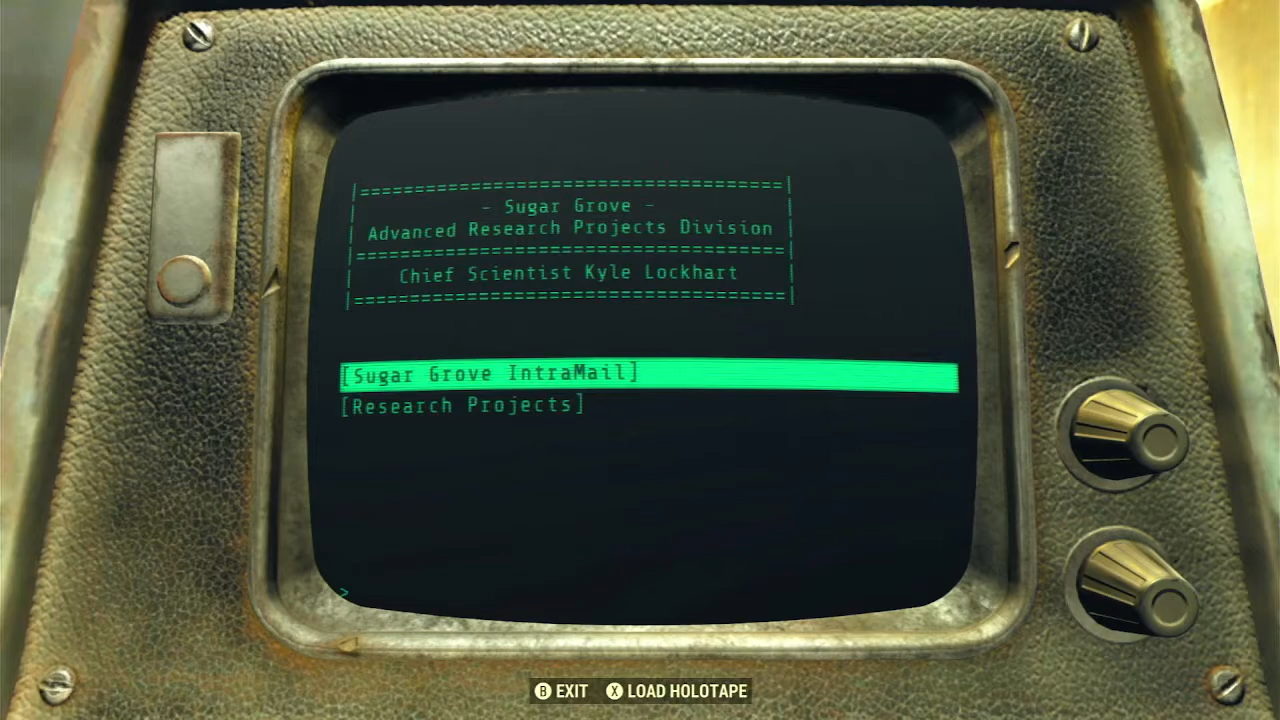 |===================================|
- Sugar Grove -
Advanced Research Projects Division
|===================================|
Chief Scientist Kyle Lockhart
|===================================|
[Sugar Grove IntraMail]
[Research Projects]
>
B EXIT X LOAD HOLOTAPE